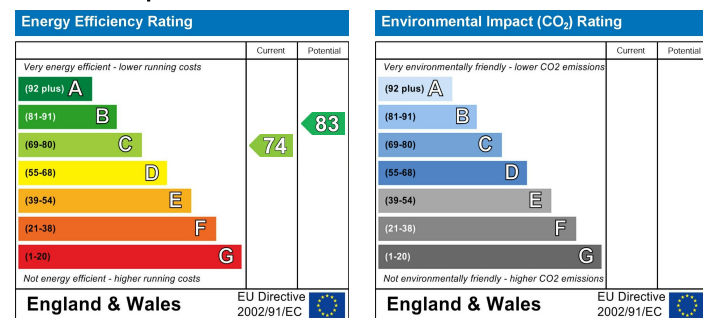 Energy Efficiency Rating
Current Potential
Very energy efficient - lower running costs
(92 plus) A
(81-91) B
(69-80) C
(55-68) D
(39-54) E
(21-38) F
(1-20) G
74
83
Not energy efficient - higher running costs
England & Wales
EU Directive
2002/91/EC
Environmental Impact (CO₂) Rating
Current Potential
Very environmentally friendly - lower CO2 emissions
(92 plus) A
(81-91) B
(69-80) C
(55-68) D
(39-54) E
(21-38) F
(1-20) G
Not environmentally friendly - higher CO2 emissions
England & Wales
EU Directive
2002/91/EC